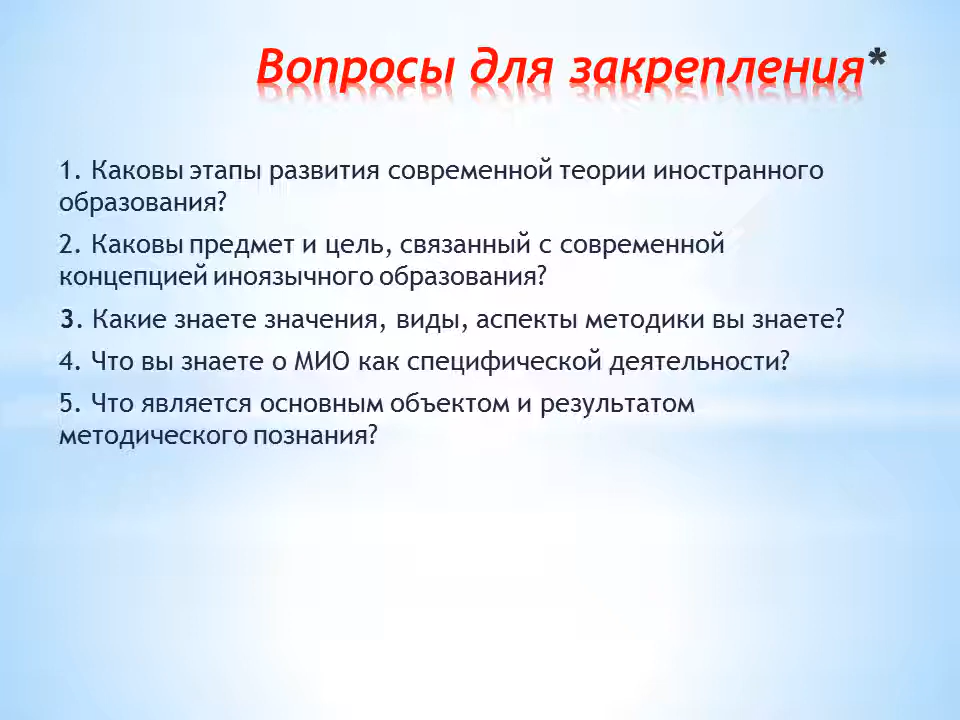 Вопросы для закрепления*
1. Каковы этапы развития современной теории иностранного
образования?
2. Каковы предмет и цель, связанный с современной
концепцией иноязычного образования?
3. Какие знаете значения, виды, аспекты методики вы знаете?
4. Что вы знаете о МИО как специфической деятельности?
5. Что является основным объектом и результатом
методического познания?